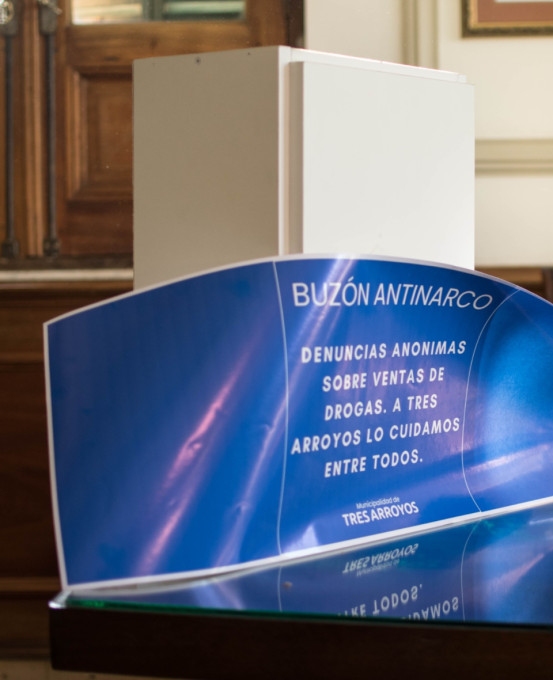 BUZÓN ANTINARCO
DENUNCIAS ANONIMAS
SOBRE VENTAS DE
DROGAS. A TRES
ARROYOS LO CUIDAMOS
ENTRE TODOS.
Municipalidad de
TRES ARROYOS